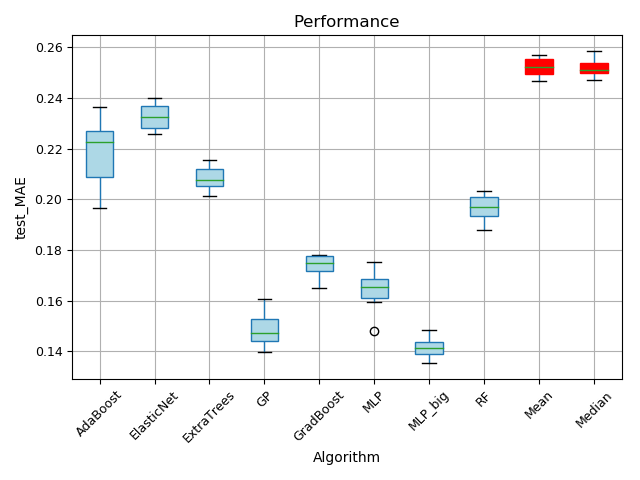 Performance
0.26
0.24
0.22
0.20
0.18
0.16
0.14
test_MAE
AdaBoost
ElasticNet
ExtraTrees
GP
GradBoost
MLP
MLP_big
RF
Mean
Median
Algorithm